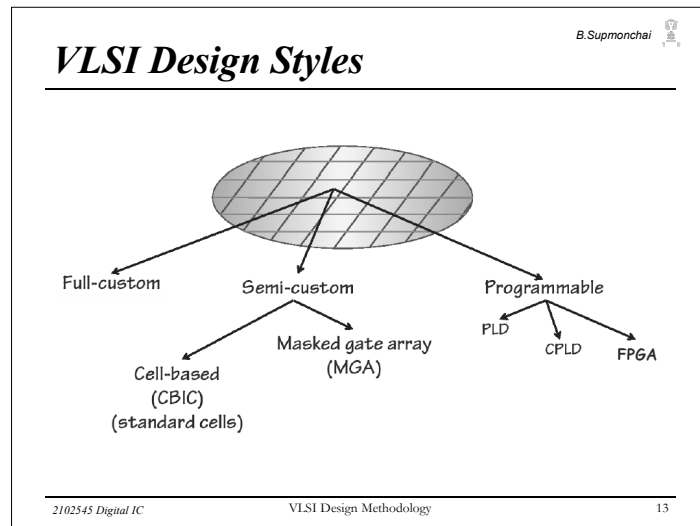 B.Supmonchai
VLSI Design Styles
Full-custom
Semi-custom
Programmable
Masked gate array
(MGA)
PLD
CPLD
FPGA
Cell-based
(CBIC)
(standard cells)
2102545 Digital IC
VLSI Design Methodology
13